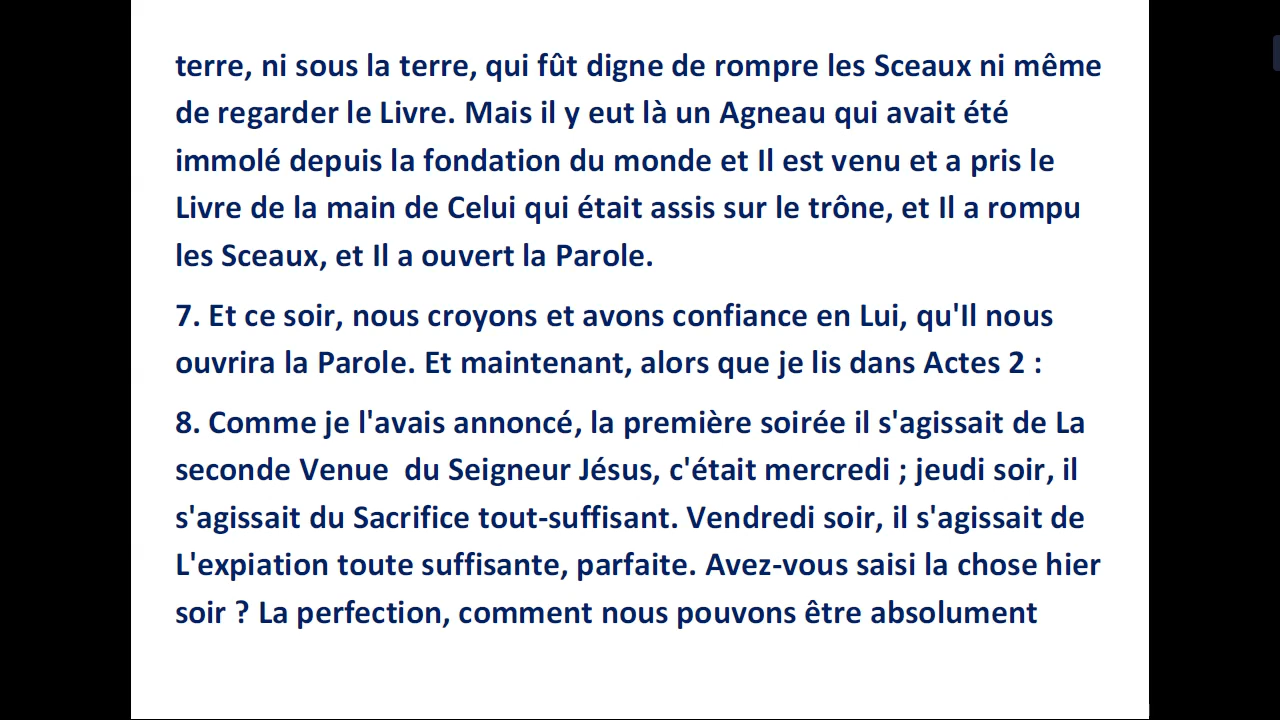 terre, ni sous la terre, qui fût digne de rompre les Sceaux ni même
de regarder le Livre. Mais il y eut là un Agneau qui avait été
immolé depuis la fondation du monde et Il est venu et a pris le
Livre de la main de Celui qui était assis sur le trône, et Il a rompu
les Sceaux, et Il a ouvert la Parole.
7. Et ce soir, nous croyons et avons confiance en Lui, qu'Il nous
ouvrira la Parole. Et maintenant, alors que je lis dans Actes 2 :
8. Comme je l'avais annoncé, la première soirée il s'agissait de La
seconde Venue  du Seigneur Jésus, c'était mercredi ; jeudi soir, il
s'agissait du Sacrifice tout-suffisant. Vendredi soir, il s'agissait de
L'expiation toute suffisante, parfaite. Avez-vous saisi la chose hier
soir ? La perfection, comment nous pouvons être absolument